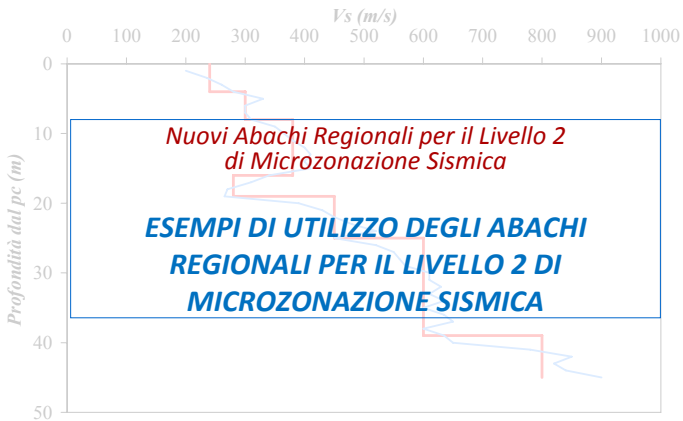 Vs (m/s)
0 100 200 300 400 500 600 700 800 900 1000
0
10
20
30
40
50
Profondità dal pc (m)
Nuovi Abachi Regionali per il Livello 2
di Microzonazione Sismica
ESEMPI DI UTILIZZO DEGLI ABACHI
REGIONALI PER IL LIVELLO 2 DI
MICROZONAZIONE SISMICA